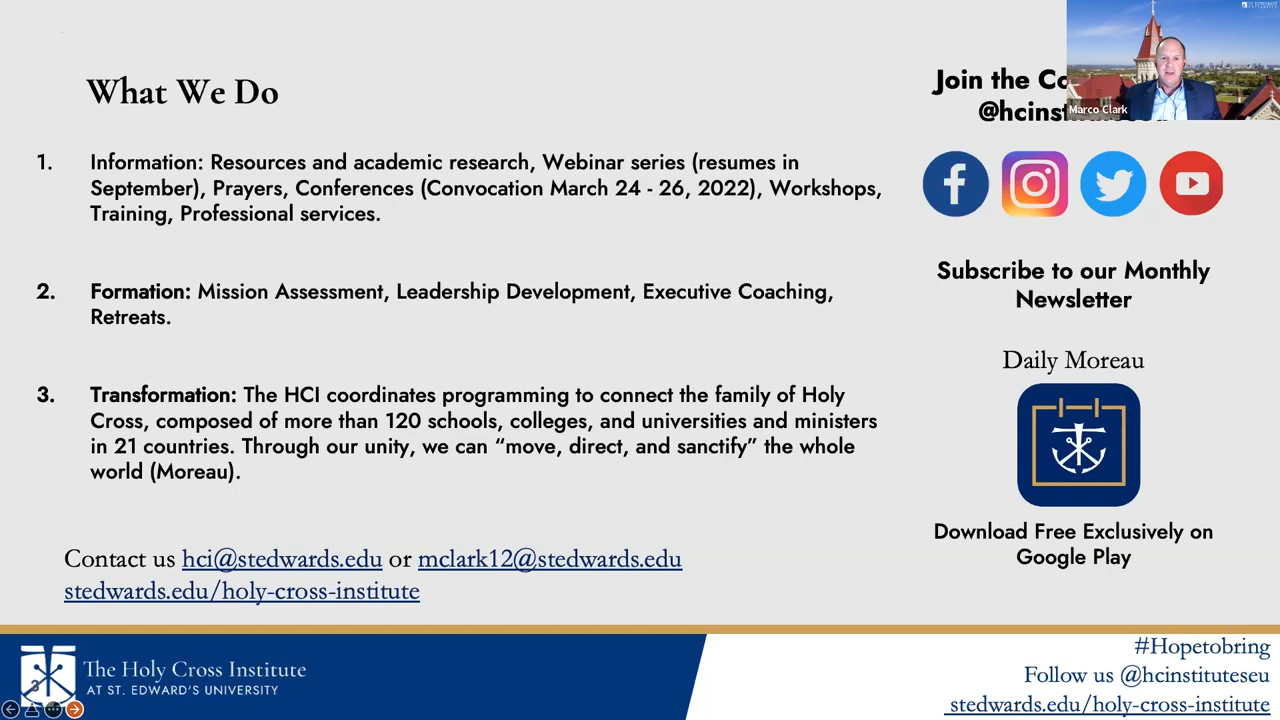 What We Do
1. Information: Resources and academic research, Webinar series (resumes in
September), Prayers, Conferences (Convocation March 24 - 26, 2022), Workshops,
Training, Professional services.
2. Formation: Mission Assessment, Leadership Development, Executive Coaching,
Retreats.
3. Transformation: The HCI coordinates programming to connect the family of Holy
Cross, composed of more than 120 schools, colleges, and universities and ministers
in 21 countries. Through our unity, we can “move, direct, and sanctify” the whole
world (Moreau).
Contact us hci@stedwards.edu or mclark12@stedwards.edu
stedwards.edu/holy-cross-institute
Join the
Marco Clark
Subscribe to our Monthly
Newsletter
Daily Moreau
Download Free Exclusively on
Google Play
The Holy Cross Institute
AT ST. EDWARD'S UNIVERSITY
3
#Hopetobring
Follow us @hcinstituteseu
stedwards.edu/holy-cross-institute